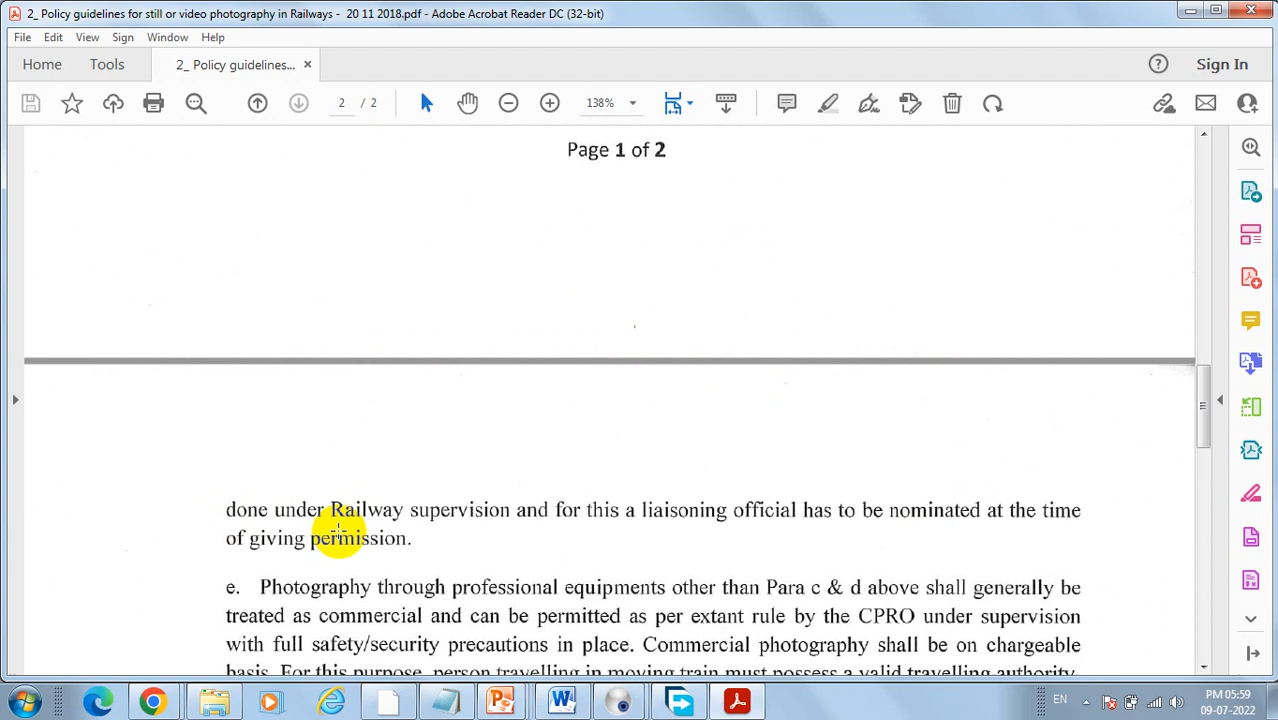 2_ Policy guidelines for still or video photography in Railways - 20 11 2018.pdf - Adobe Acrobat Reader DC (32-bit)
File Edit View Sign Window Help
Home Tools 2_ Policy guidelines... × Sign In
2 / 2 138%
Page 1 of 2
done under Railway supervision and for this a liaisoning official has to be nominated at the time
of giving permission.
e. Photography through professional equipments other than Para c & d above shall generally be
treated as commercial and can be permitted as per extant rule by the CPRO under supervision
with full safety/security precautions in place. Commercial photography shall be on chargeable
basis. For this purpose, person travelling in moving train must possess a valid travelling authority.
EN PM 05:59
09-07-2022